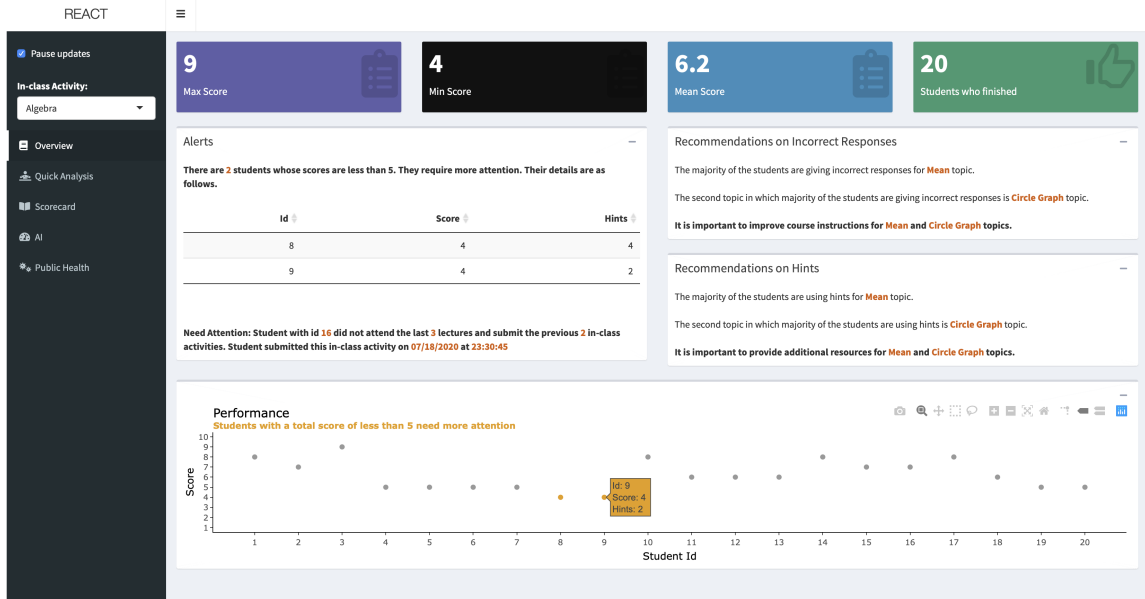 REACT
Pause updates
In-class Activity:
Algebra
Overview
Quick Analysis
Scorecard
AI
Public Health
9
Max Score
4
Min Score
6.2
Mean Score
20
Students who finished
Alerts
There are 2 students whose scores are less than 5. They require more attention. Their details are as
follows.
Id Score Hints
8 4 4
9 4 2
Need Attention: Student with id 16 did not attend the last 3 lectures and submit the previous 2 in-class
activities. Student submitted this in-class activity on 07/18/2020 at 23:30:45
Recommendations on Incorrect Responses
The majority of the students are giving incorrect responses for Mean topic.
The second topic in which majority of the students are giving incorrect responses is Circle Graph topic.
It is important to improve course instructions for Mean and Circle Graph topics.
Recommendations on Hints
The majority of the students are using hints for Mean topic.
The second topic in which majority of the students are using hints is Circle Graph topic.
It is important to provide additional resources for Mean and Circle Graph topics.
Performance
Students with a total score of less than 5 need more attention
Score
10
9
8
7
6
5
4
3
2
1
Id: 9
Score: 4
Hints: 2
1 2 3 4 5 6 7 8 9 10 11 12 13 14 15 16 17 18 19 20
Student Id